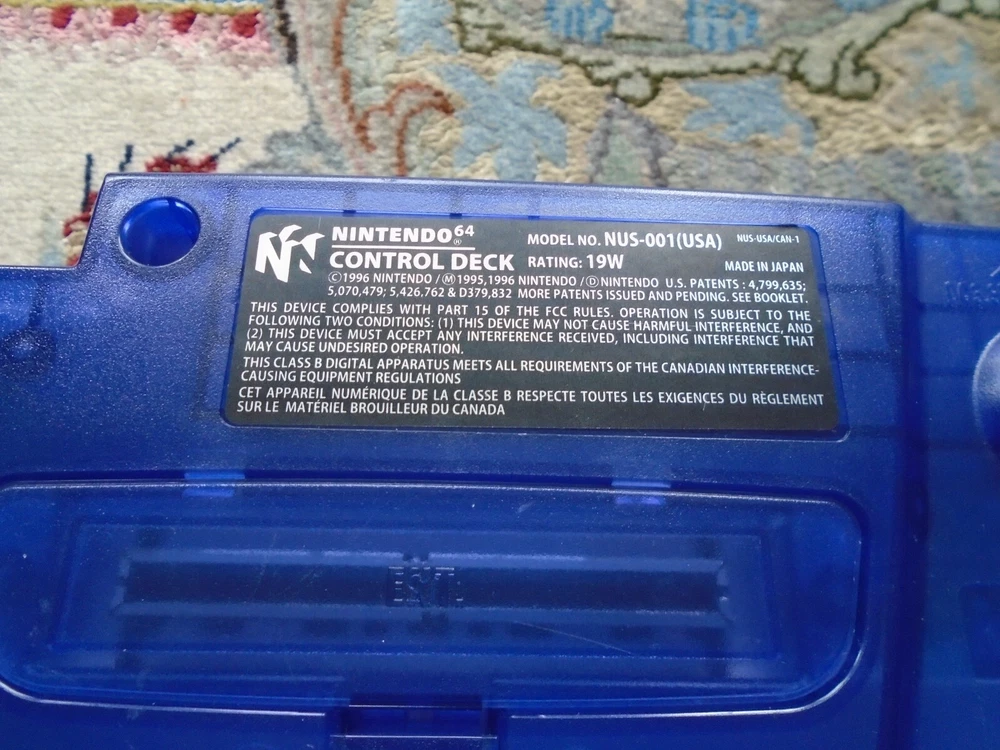 NINTENDO 64 ®
CONTROL DECK
MODEL NO. NUS-001(USA)
NUS-USA/CAN-1
RATING: 19W
MADE IN JAPAN
©1996 NINTENDO / Ⓜ1995,1996 NINTENDO / ⒹNINTENDO U.S. PATENTS : 4,799,635;
5,070,479; 5,426,762 & D379,832 MORE PATENTS ISSUED AND PENDING. SEE BOOKLET.
THIS DEVICE COMPLIES WITH PART 15 OF THE FCC RULES. OPERATION IS SUBJECT TO THE
FOLLOWING TWO CONDITIONS: (1) THIS DEVICE MAY NOT CAUSE HARMFUL INTERFERENCE, AND
(2) THIS DEVICE MUST ACCEPT ANY INTERFERENCE RECEIVED, INCLUDING INTERFERENCE THAT
MAY CAUSE UNDESIRED OPERATION.
THIS CLASS B DIGITAL APPARATUS MEETS ALL REQUIREMENTS OF THE CANADIAN INTERFERENCE-
CAUSING EQUIPMENT REGULATIONS
CET APPAREIL NUMÉRIQUE DE LA CLASSE B RESPECTE TOUTES LES EXIGENCES DU RÈGLEMENT
SUR LE MATÉRIEL BROUILLEUR DU CANADA
EXT.